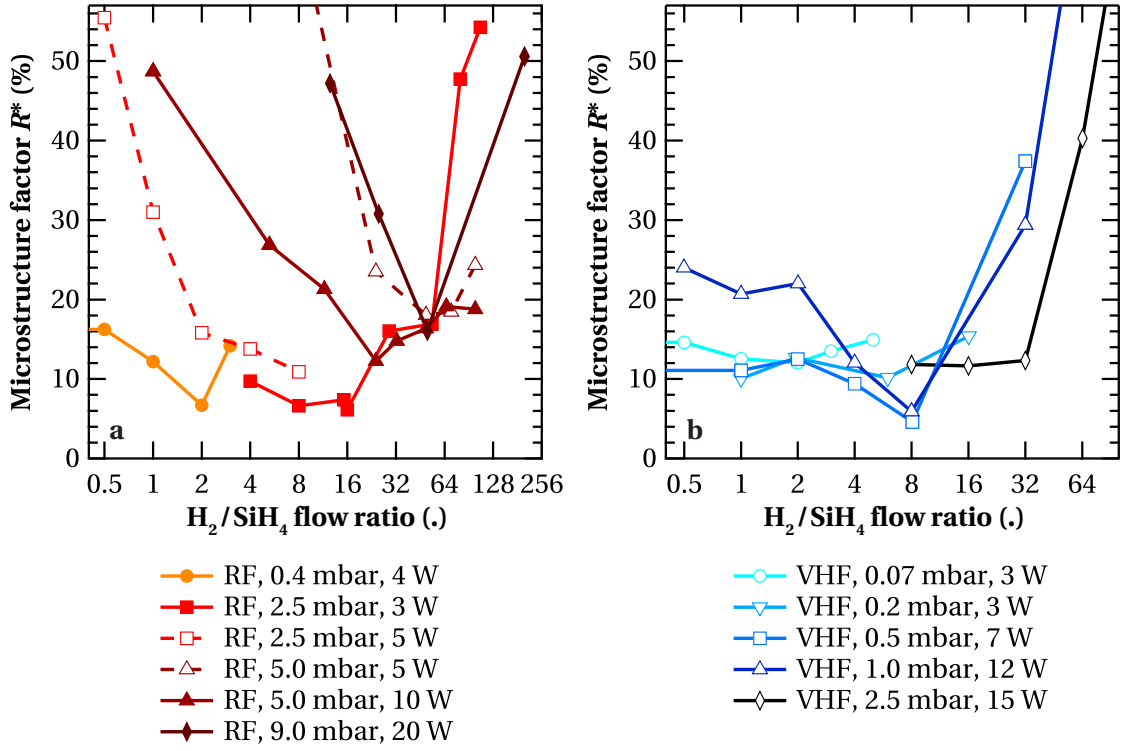 Microstructure factor R* (%)
50
40
30
20
10
0
a
0.5 1 2 4 8 16 32 64 128 256
H₂ / SiH₄ flow ratio (.)
RF, 0.4 mbar, 4 W
RF, 2.5 mbar, 3 W
RF, 2.5 mbar, 5 W
RF, 5.0 mbar, 5 W
RF, 5.0 mbar, 10 W
RF, 9.0 mbar, 20 W
Microstructure factor R* (%)
50
40
30
20
10
0
b
0.5 1 2 4 8 16 32 64
H₂ / SiH₄ flow ratio (.)
VHF, 0.07 mbar, 3 W
VHF, 0.2 mbar, 3 W
VHF, 0.5 mbar, 7 W
VHF, 1.0 mbar, 12 W
VHF, 2.5 mbar, 15 W